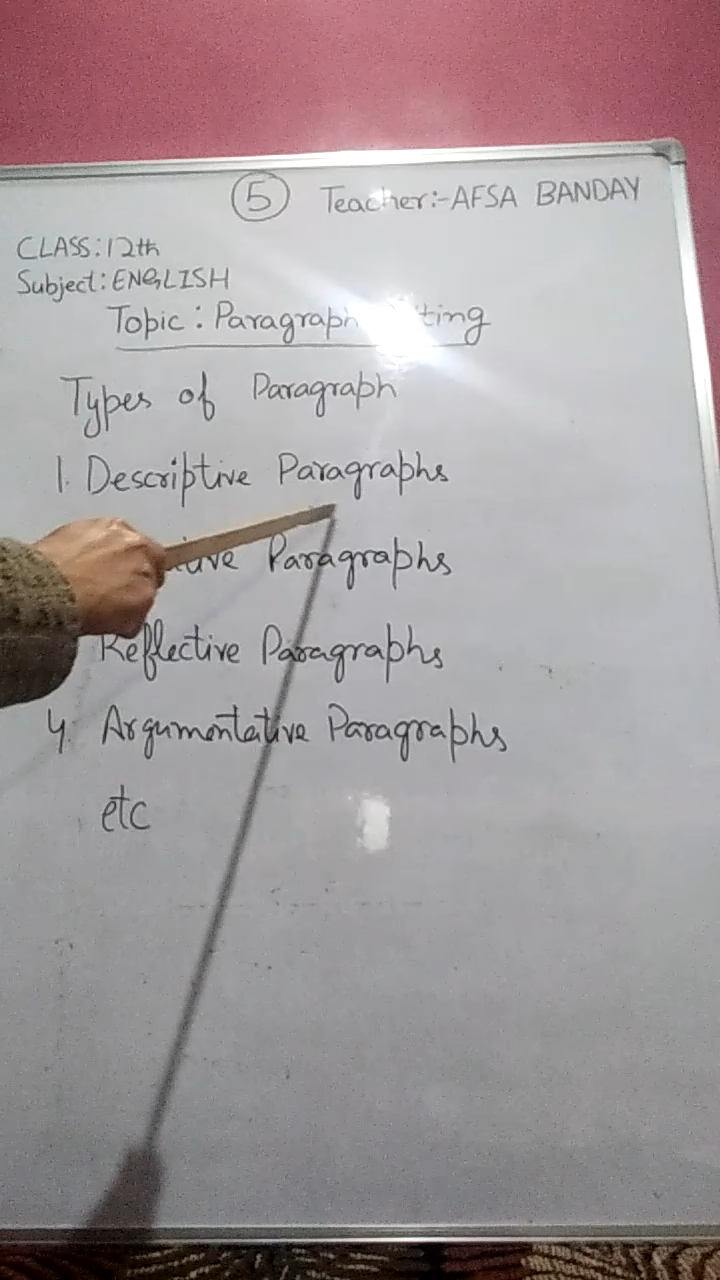 5 Teacher:-AFSA BANDAY
CLASS:12th
Subject: ENGLISH
Topic: Paragraph
Types of Paragraph
1. Descriptive Paragraphs
Paragraphs
Reflective Paragraphs
4. Argumentative Paragraphs
etc